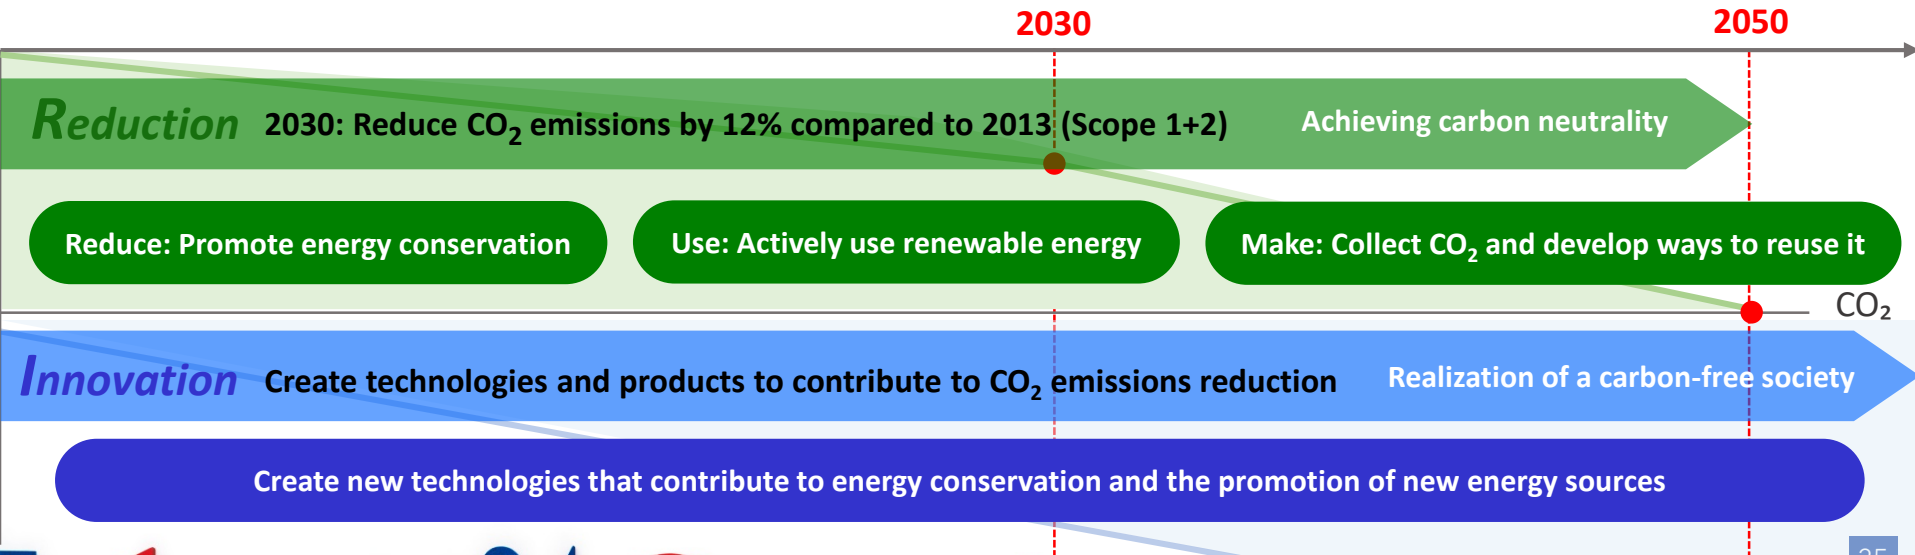 2030
2050
Reduction 2030: Reduce CO₂ emissions by 12% compared to 2013 (Scope 1+2) Achieving carbon neutrality
Reduce: Promote energy conservation
Use: Actively use renewable energy
Make: Collect CO₂ and develop ways to reuse it
CO₂
Innovation Create technologies and products to contribute to CO₂ emissions reduction Realization of a carbon-free society
Create new technologies that contribute to energy conservation and the promotion of new energy sources